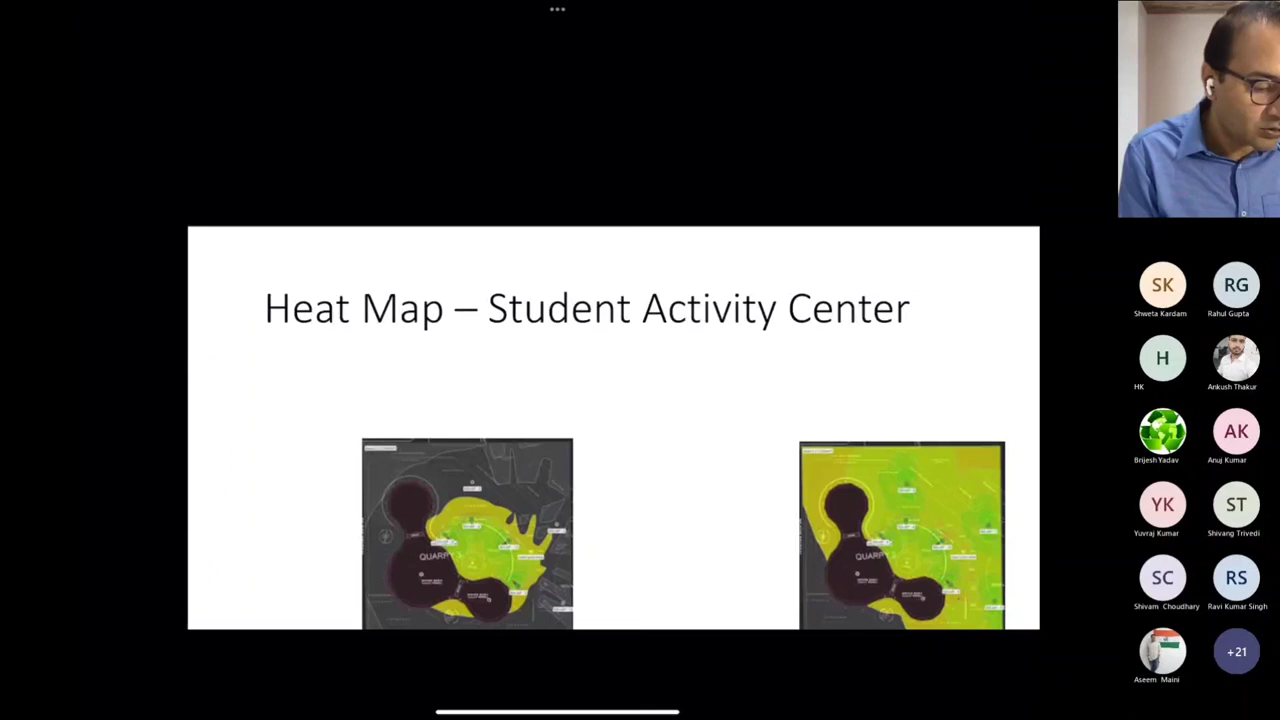 Heat Map – Student Activity Center
QUARRY
SK
RG
Shweta Kardam
Rahul Gupta
H
HK
Ankush Thakur
AK
Brijesh Yadav
Anuj Kumar
YK
ST
Yuvraj Kumar
Shivang Trivedi
SC
RS
Shivam Choudhary
Ravi Kumar Singh
+21
Aseem Maini